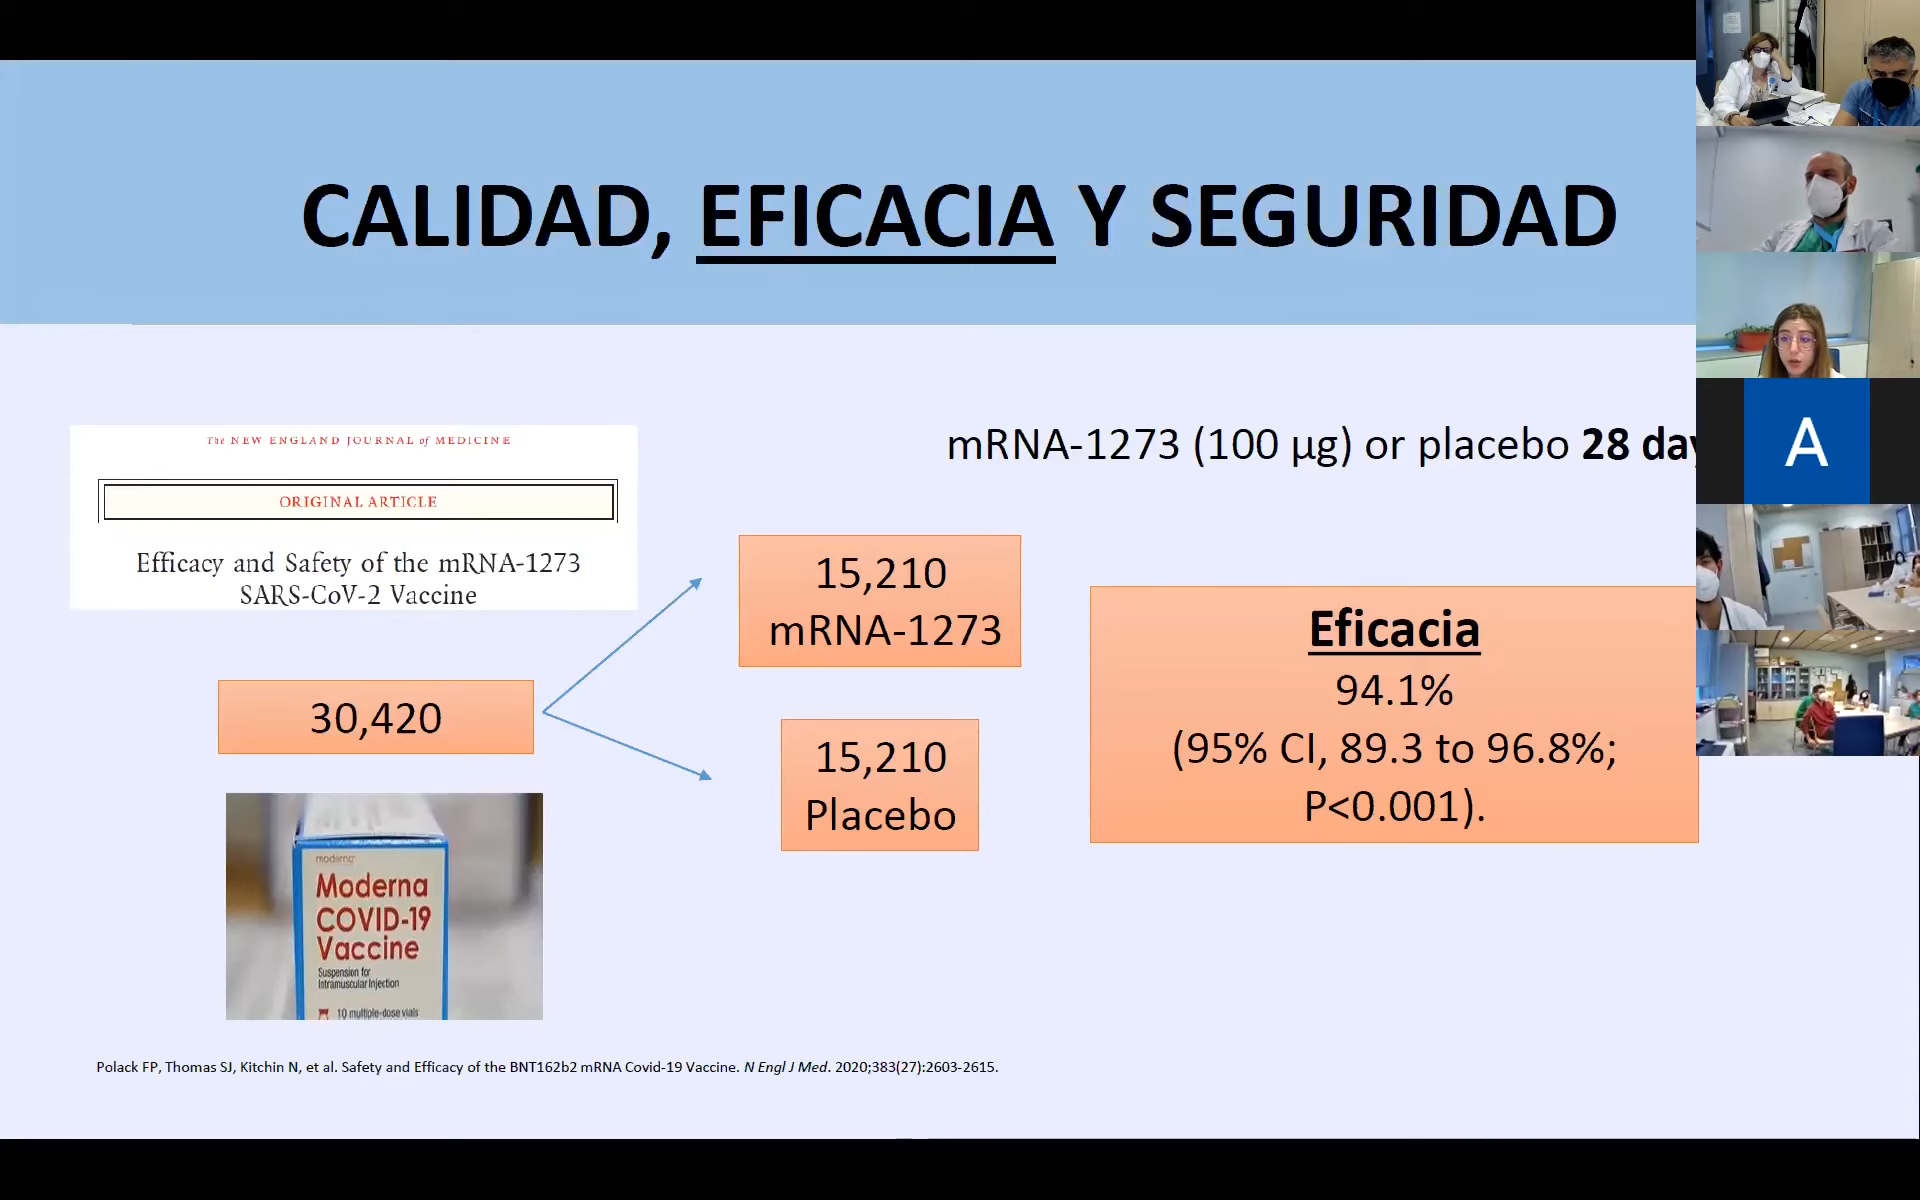 CALIDAD, EFICACIA Y SEGURIDAD
The NEW ENGLAND JOURNAL of MEDICINE
ORIGINAL ARTICLE
Efficacy and Safety of the mRNA-1273
SARS-CoV-2 Vaccine
mRNA-1273 (100 µg) or placebo 28 day
15,210
mRNA-1273
30,420
15,210
Placebo
Eficacia
94.1%
(95% CI, 89.3 to 96.8%;
P<0.001).
A
moderna
Moderna
COVID-19
Vaccine
Suspension for
Intramuscular Injection
10 multiple-dose vials
Polack FP, Thomas SJ, Kitchin N, et al. Safety and Efficacy of the BNT162b2 mRNA Covid-19 Vaccine. N Engl J Med. 2020;383(27):2603-2615.